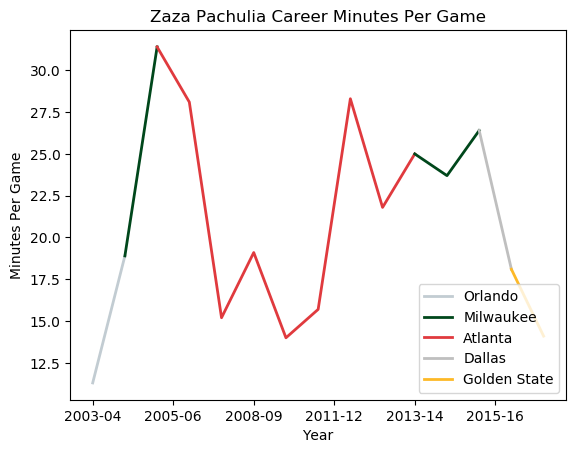 Zaza Pachulia Career Minutes Per Game
Minutes Per Game
30.0
27.5
25.0
22.5
20.0
17.5
15.0
12.5
Orlando
Milwaukee
Atlanta
Dallas
Golden State
2003-04 2005-06 2008-09 2011-12 2013-14 2015-16
Year